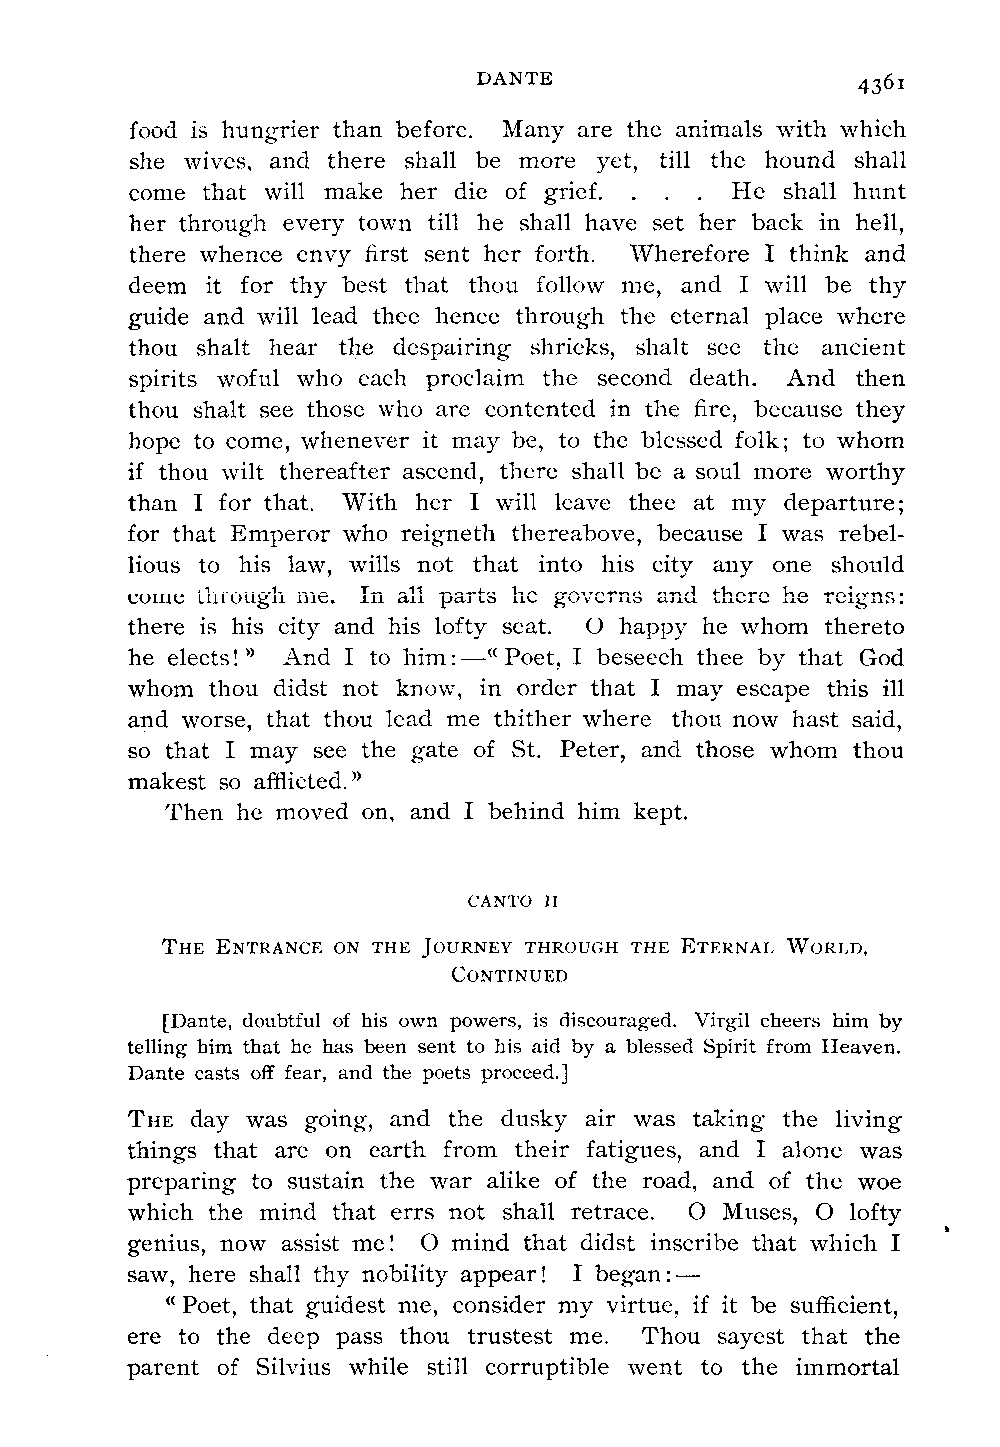 DANTE 4361
food is hungrier than before. Many are the animals with which
she wives, and there shall be more yet, till the hound shall
come that will make her die of grief. . . . He shall hunt
her through every town till he shall have set her back in hell,
there whence envy first sent her forth. Wherefore I think and
deem it for thy best that thou follow me, and I will be thy
guide and will lead thee hence through the eternal place where
thou shalt hear the despairing shrieks, shalt see the ancient
spirits woful who each proclaim the second death. And then
thou shalt see those who are contented in the fire, because they
hope to come, whenever it may be, to the blessed folk; to whom
if thou wilt thereafter ascend, there shall be a soul more worthy
than I for that. With her I will leave thee at my departure;
for that Emperor who reigneth thereabove, because I was rebel-
lious to his law, wills not that into his city any one should
come through me. In all parts he governs and there he reigns:
there is his city and his lofty seat. O happy he whom thereto
he elects!» And I to him:—«Poet, I beseech thee by that God
whom thou didst not know, in order that I may escape this ill
and worse, that thou lead me thither where thou now hast said,
so that I may see the gate of St. Peter, and those whom thou
makest so afflicted.»
Then he moved on, and I behind him kept.
CANTO II
THE ENTRANCE ON THE JOURNEY THROUGH THE ETERNAL WORLD,
CONTINUED
[Dante, doubtful of his own powers, is discouraged. Virgil cheers him by
telling him that he has been sent to his aid by a blessed Spirit from Heaven.
Dante casts off fear, and the poets proceed.]
THE day was going, and the dusky air was taking the living
things that are on earth from their fatigues, and I alone was
preparing to sustain the war alike of the road, and of the woe
which the mind that errs not shall retrace. O Muses, O lofty
genius, now assist me! O mind that didst inscribe that which I
saw, here shall thy nobility appear! I began:—
«Poet, that guidest me, consider my virtue, if it be sufficient,
ere to the deep pass thou trustest me. Thou sayest that the
parent of Silvius while still corruptible went to the immortal